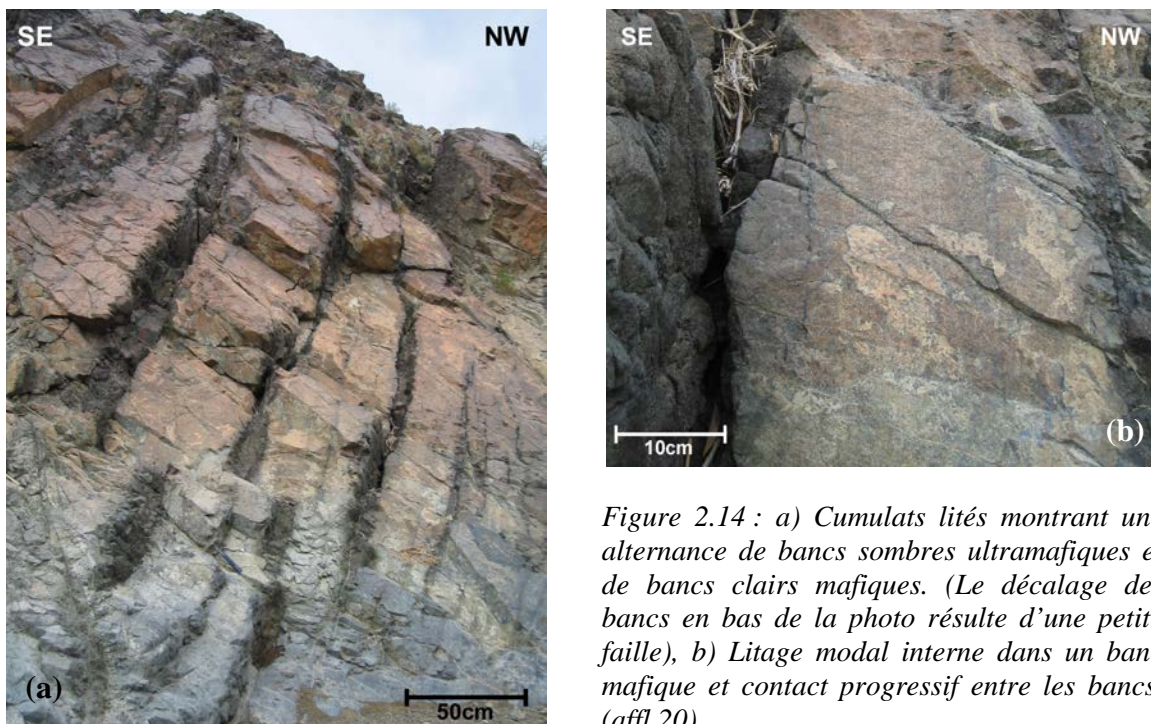 SE NW
(a)
50cm
SE NW
(b)
10cm
Figure 2.14 : a) Cumulats lités montrant un
alternance de bancs sombres ultramafiques e
de bancs clairs mafiques. (Le décalage de
bancs en bas de la photo résulte d'une petit
faille), b) Litage modal interne dans un ban
mafique et contact progressif entre les bancs
(affl 20)